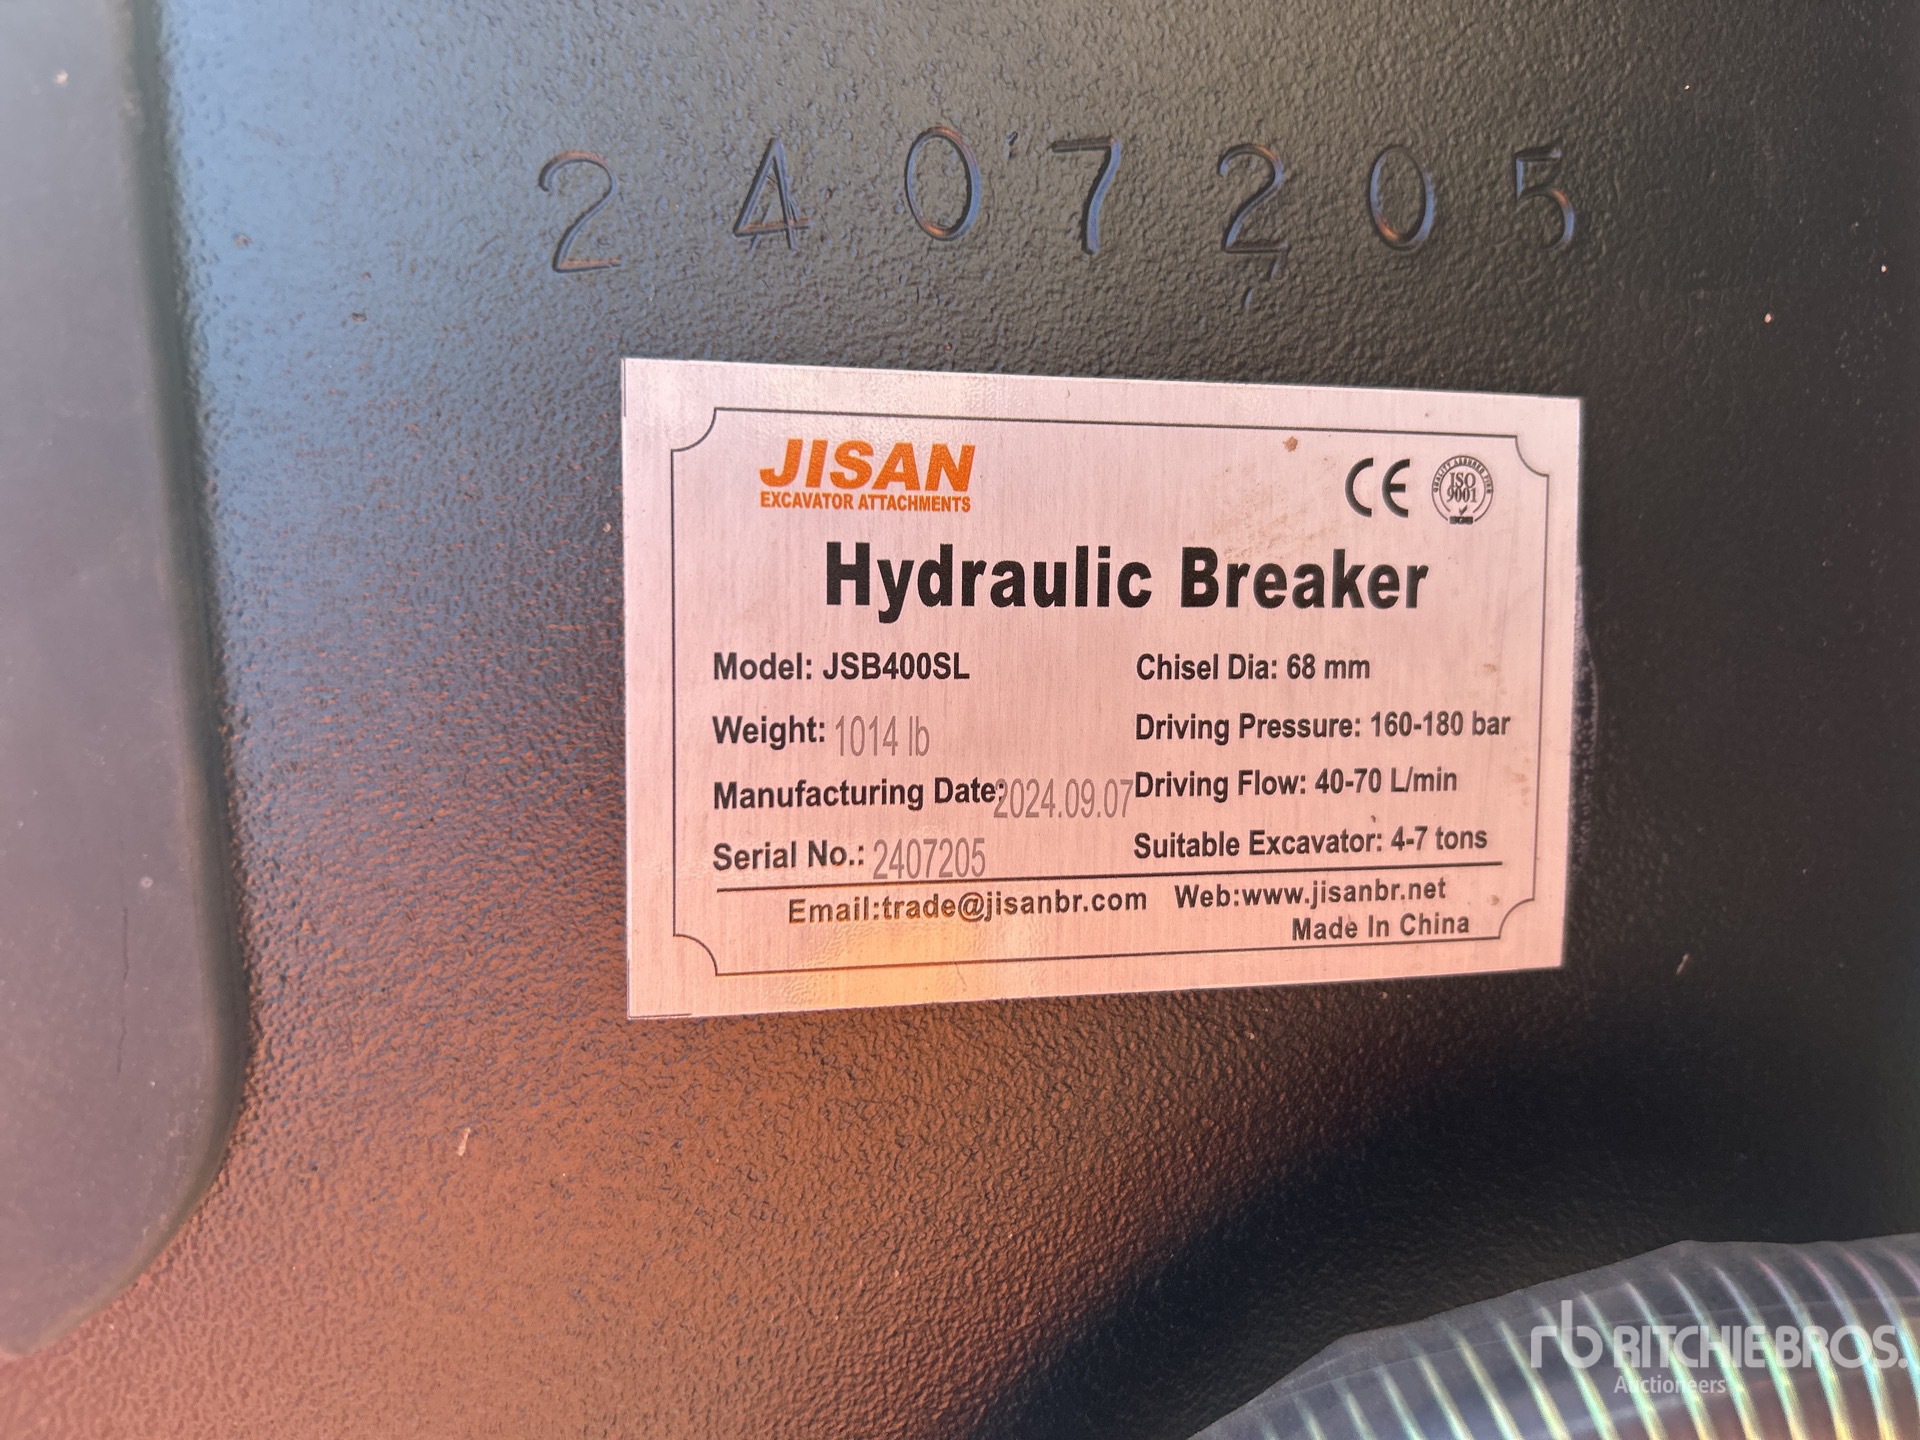 2407205
JISAN
EXCAVATOR ATTACHMENTS
CE
ISO
9001
Hydraulic Breaker
Model: JSB400SL
Chisel Dia: 68 mm
Weight: 1014 lb
Driving Pressure: 160-180 bar
Manufacturing Date: 2024.09.07
Driving Flow: 40-70 L/min
Serial No.: 2407205
Suitable Excavator: 4-7 tons
Email:trade@jisanbr.com Web:www.jisanbr.net
Made In China
rb RITCHIE BROS.
Auctioneers